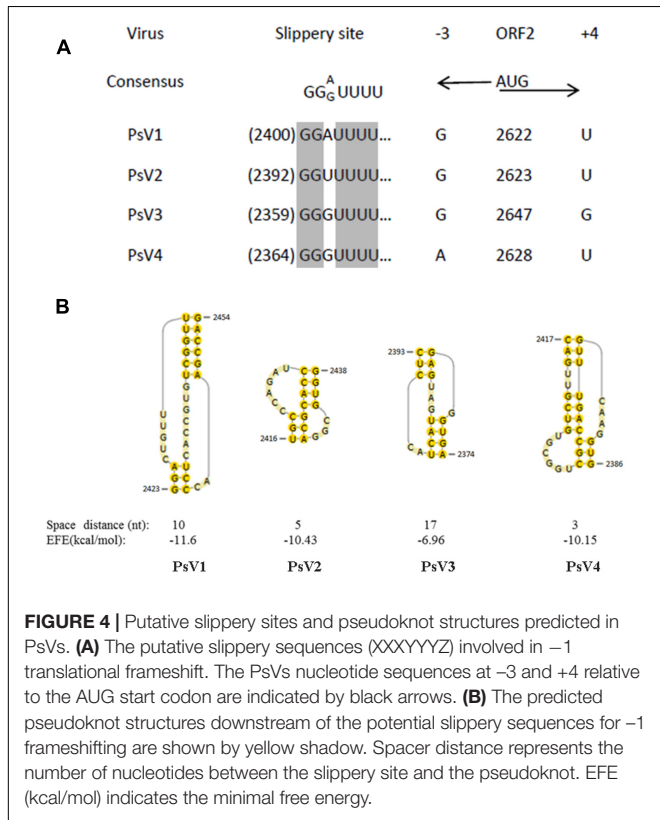 A
Virus Slippery site -3 ORF2 +4
Consensus GG A/G UUUU AUG
PsV1 (2400) GGAUUUU... G 2622 U
PsV2 (2392) GGUUUUU... G 2623 U
PsV3 (2359) GGGUUUU... G 2647 G
PsV4 (2364) GGGUUUU... A 2628 U
B
2454
2423
2438
2416
2393
2374
2417
2386
Space distance (nt): 10 5 17 3
EFE(kcal/mol): -11.6 -10.43 -6.96 -10.15
PsV1 PsV2 PsV3 PsV4
FIGURE 4 | Putative slippery sites and pseudoknot structures predicted in
PsVs. (A) The putative slippery sequences (XXXYYYZ) involved in −1
translational frameshift. The PsVs nucleotide sequences at –3 and +4 relative
to the AUG start codon are indicated by black arrows. (B) The predicted
pseudoknot structures downstream of the potential slippery sequences for –1
frameshifting are shown by yellow shadow. Spacer distance represents the
number of nucleotides between the slippery site and the pseudoknot. EFE
(kcal/mol) indicates the minimal free energy.